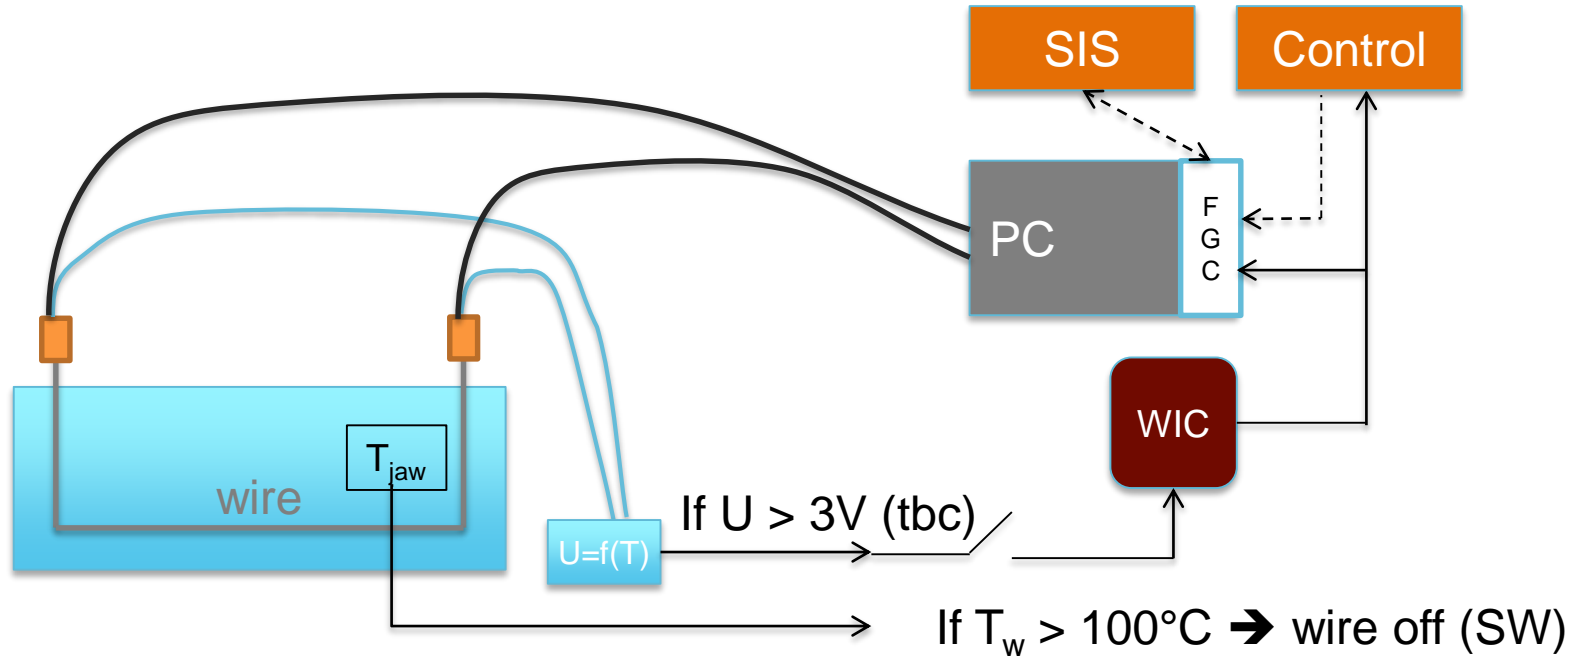 SIS
Control
PC
F
G
C
WIC
T_jaw
wire
If U > 3V (tbc)
U=f(T)
If T_w > 100°C 🡺 wire off (SW)